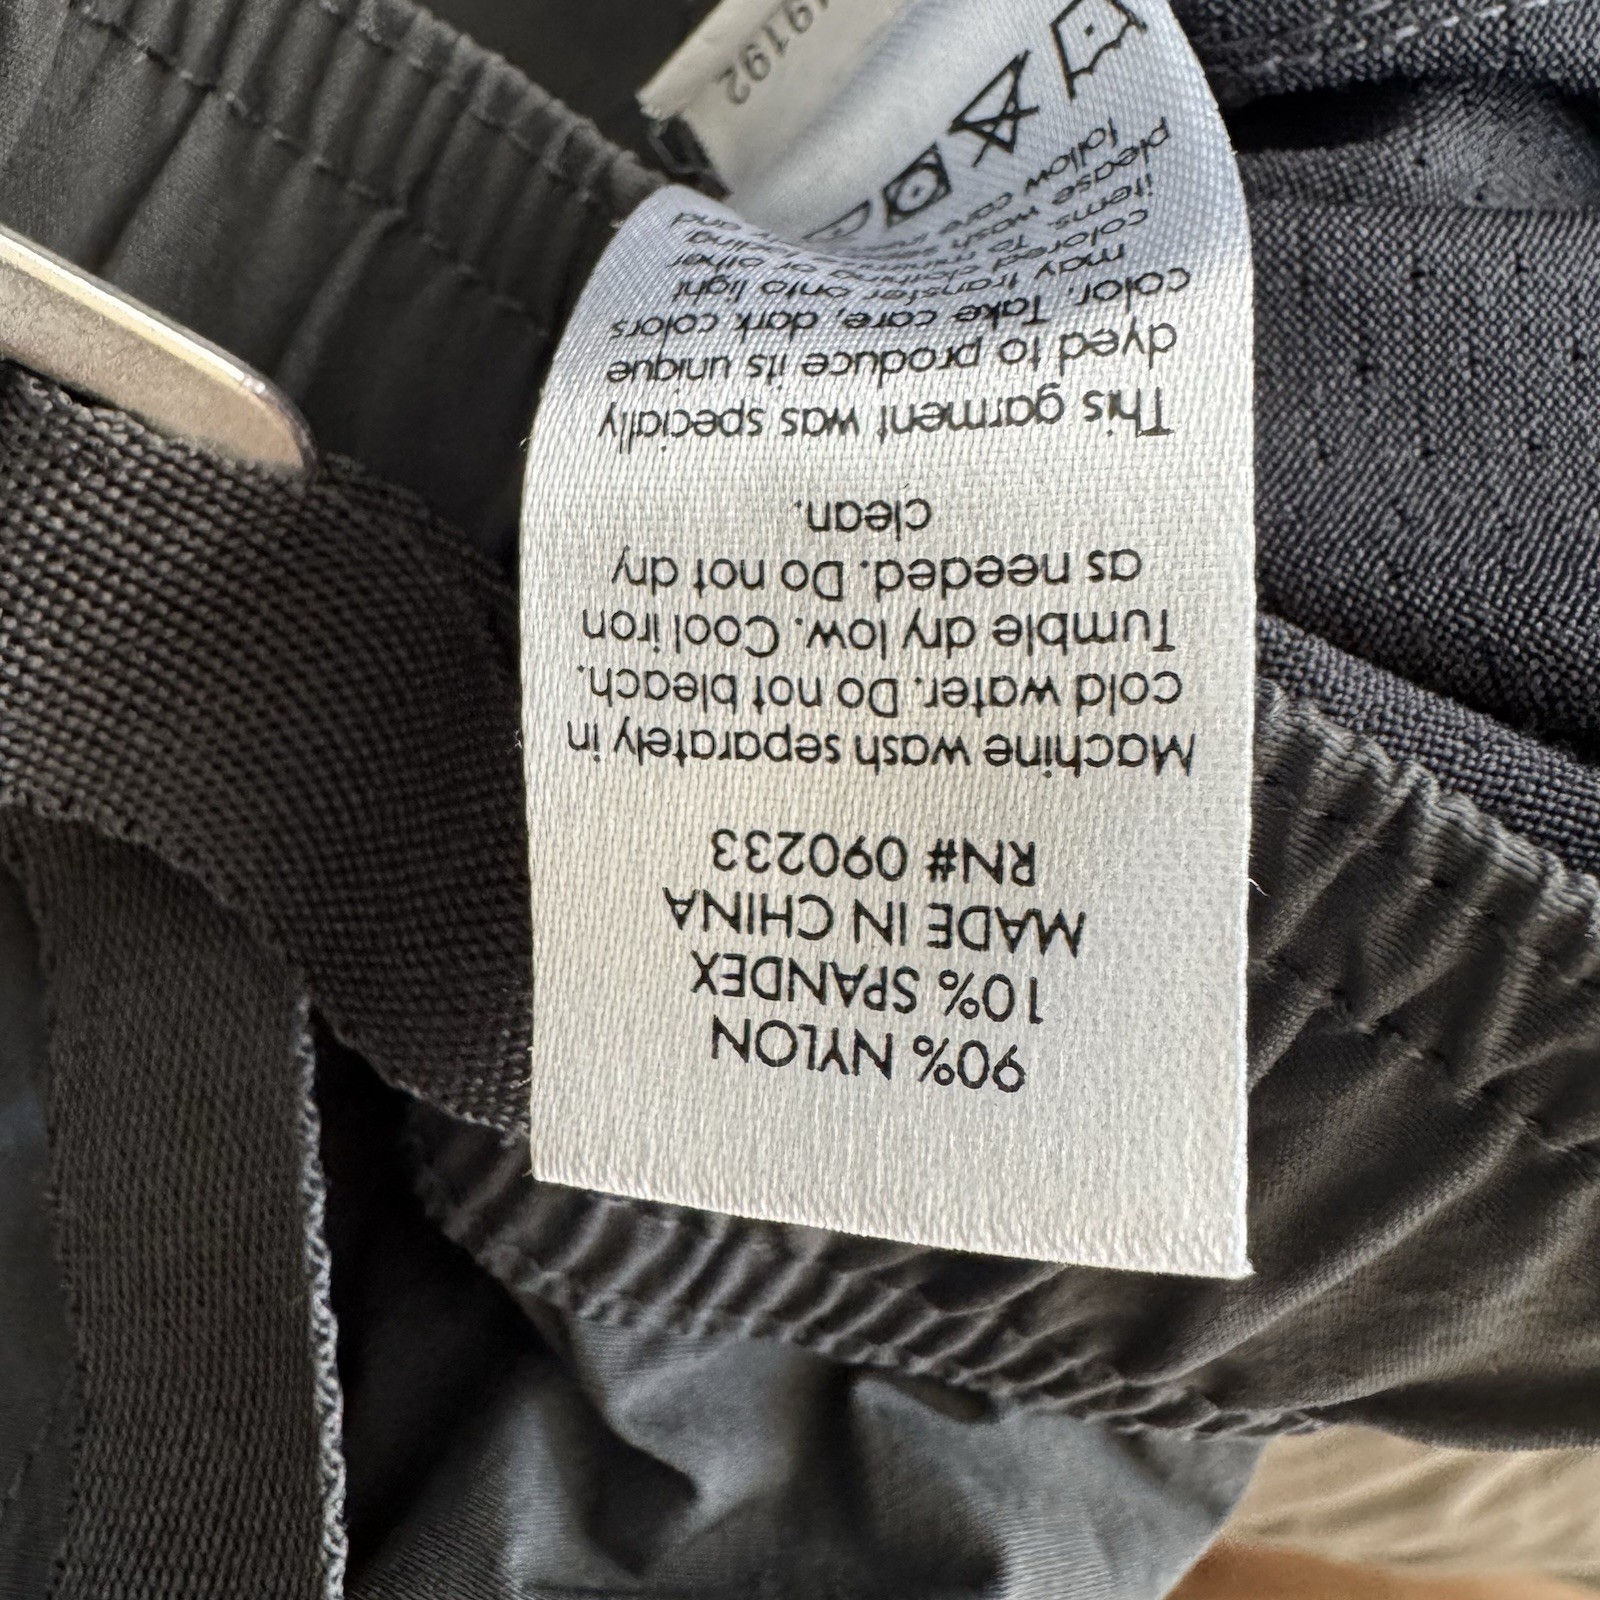 90% NYLON
10% SPANDEX
MADE IN CHINA
RN# 090233
Machine wash separately in
cold water. Do not bleach.
Tumble dry low. Cool iron
as needed. Do not dry
clean.
This garment was specially
dyed to produce its unique
color. Take care, dark colors
may transfer onto light
colored clothing or other
items. To
please wash
follow care
9192